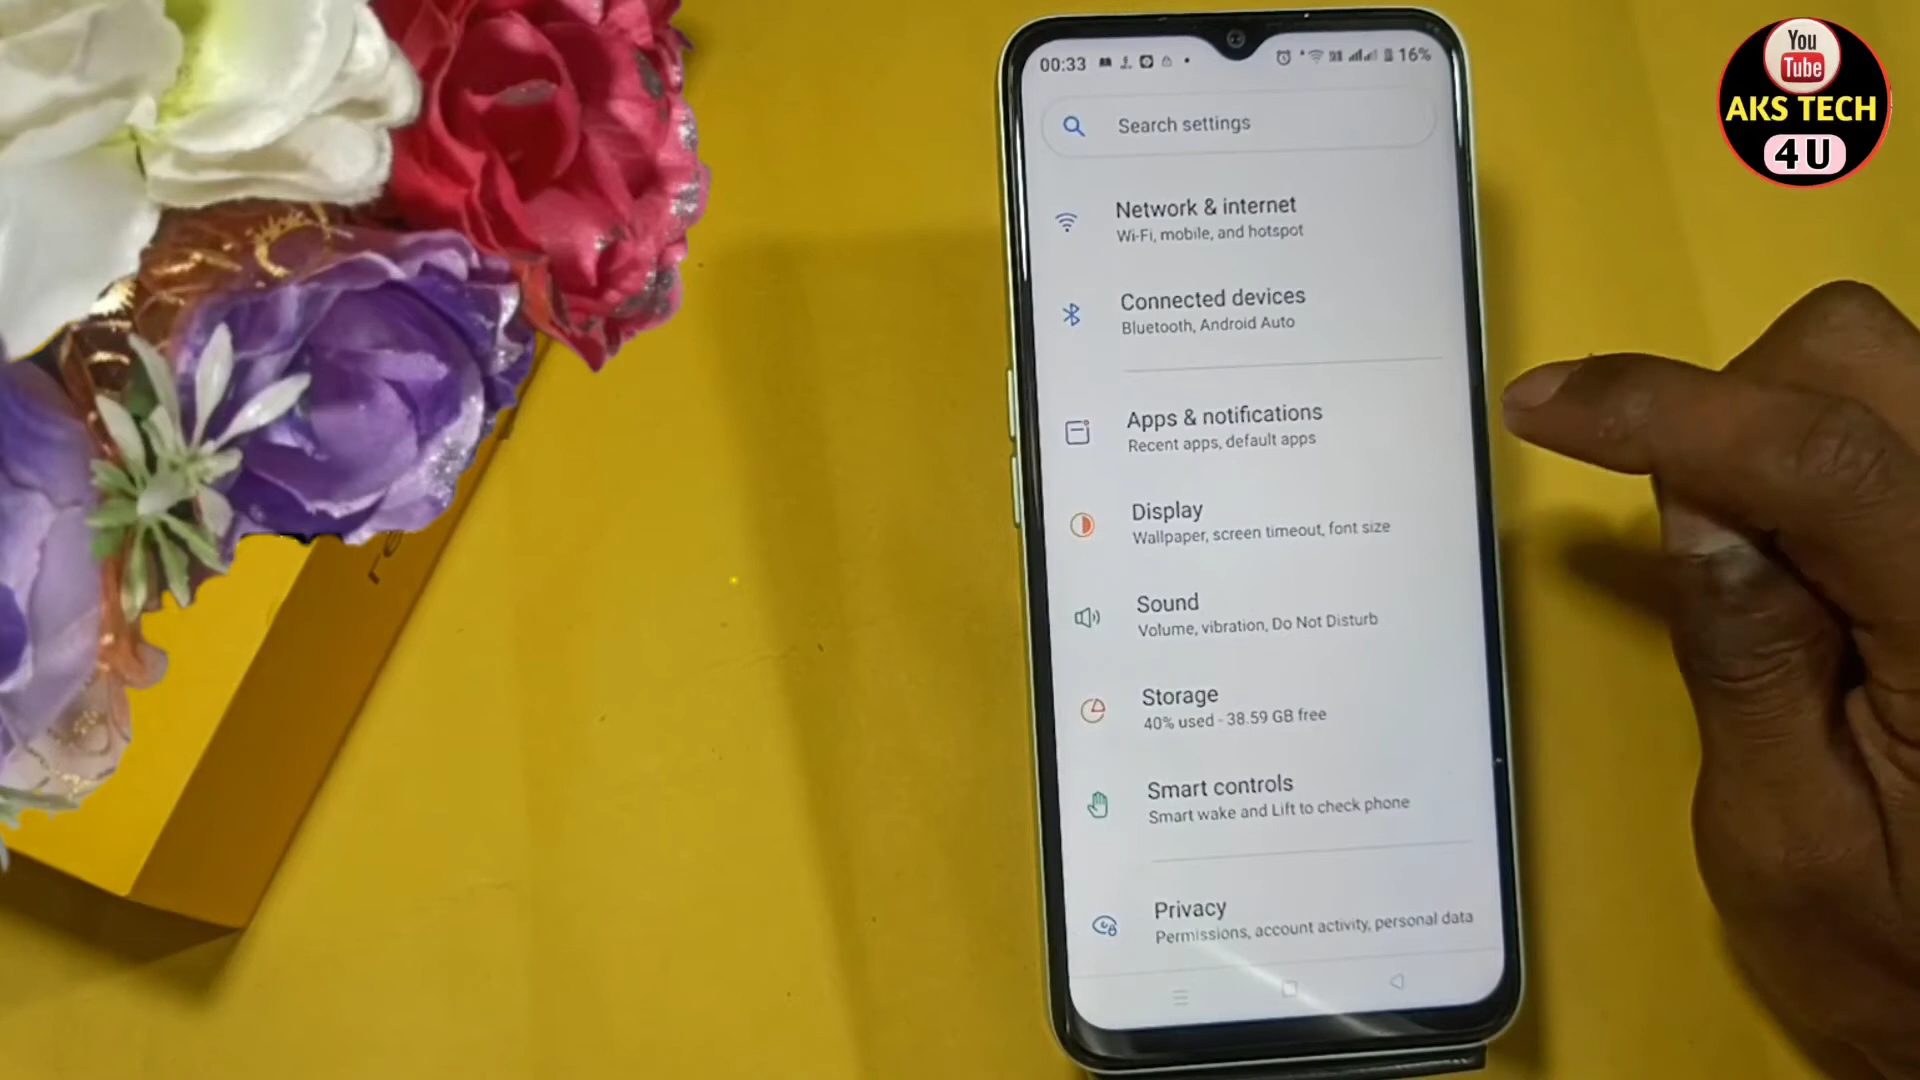 00:33
16%
Search settings
Network & internet
Wi-Fi, mobile, and hotspot
Connected devices
Bluetooth, Android Auto
Apps & notifications
Recent apps, default apps
Display
Wallpaper, screen timeout, font size
Sound
Volume, vibration, Do Not Disturb
Storage
40% used - 38.59 GB free
Smart controls
Smart wake and Lift to check phone
Privacy
Permissions, account activity, personal data
You
Tube
AKS TECH
4 U